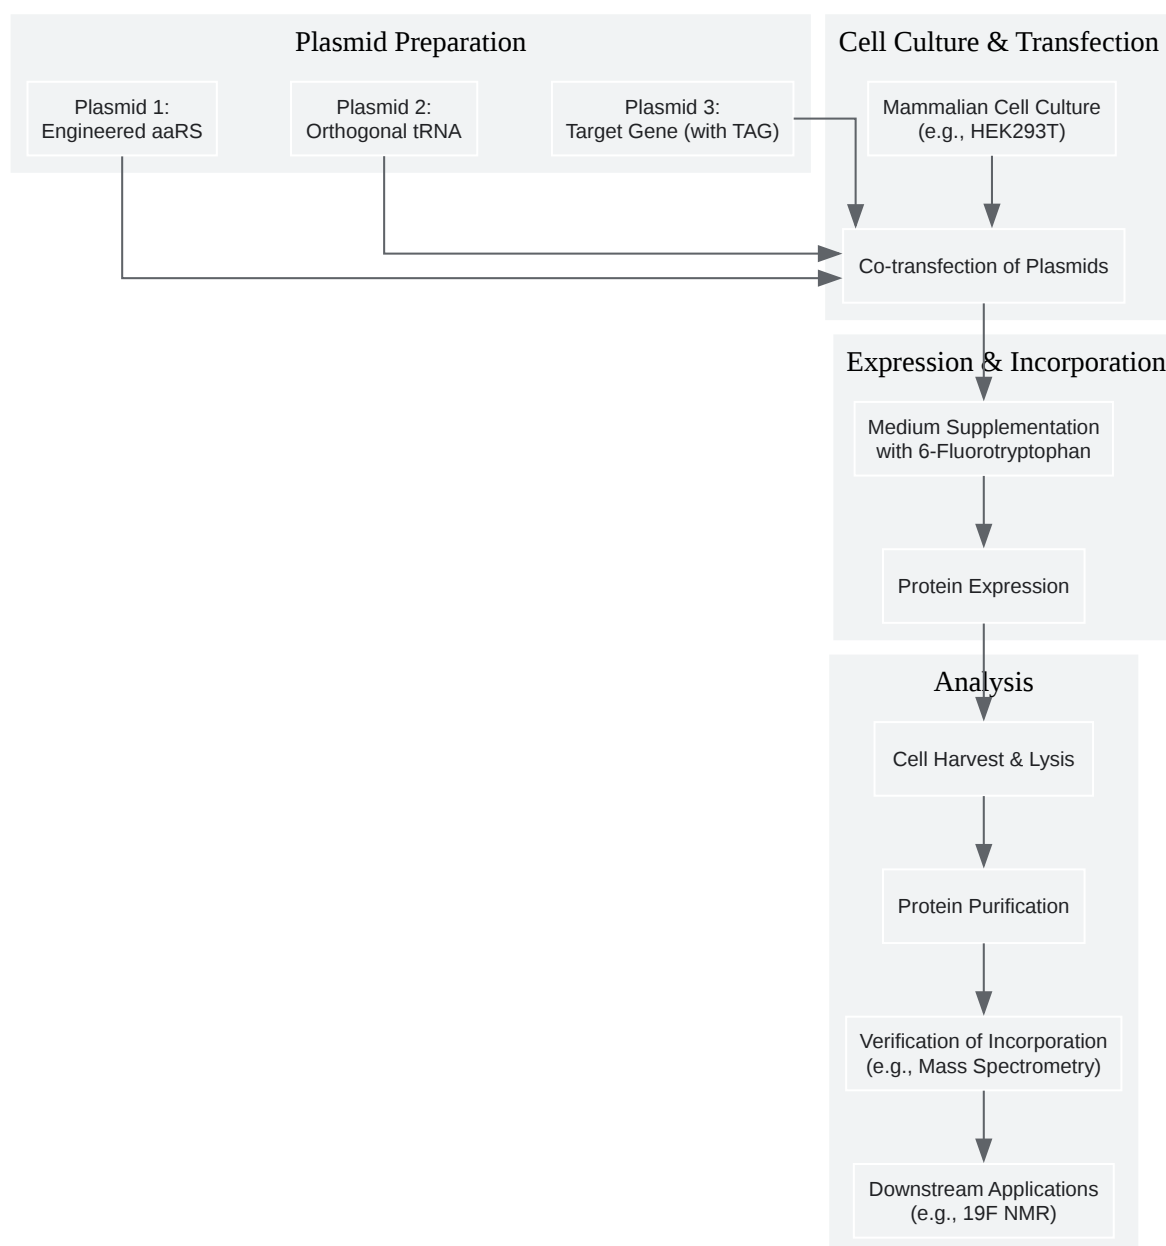 Plasmid Preparation
Plasmid 1:
Engineered aaRS
Plasmid 2:
Orthogonal tRNA
Plasmid 3:
Target Gene (with TAG)
Cell Culture & Transfection
Mammalian Cell Culture
(e.g., HEK293T)
Co-transfection of Plasmids
Expression & Incorporation
Medium Supplementation
with 6-Fluorotryptophan
Protein Expression
Analysis
Cell Harvest & Lysis
Protein Purification
Verification of Incorporation
(e.g., Mass Spectrometry)
Downstream Applications
(e.g., 19F NMR)